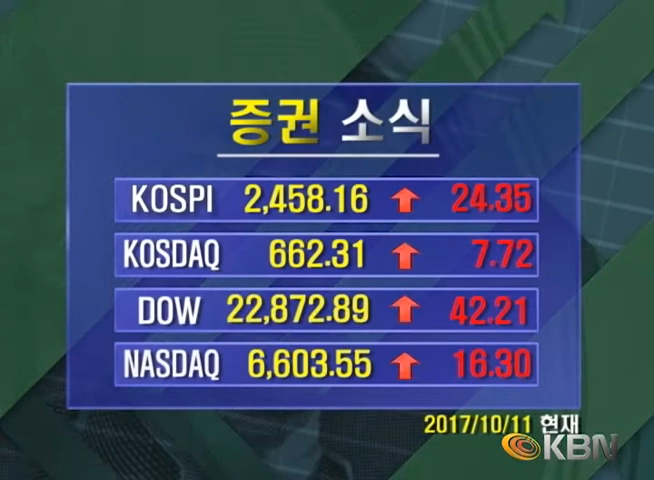 증권 소식
KOSPI 2,458.16 ↑ 24.35
KOSDAQ 662.31 ↑ 7.72
DOW 22,872.89 ↑ 42.21
NASDAQ 6,603.55 ↑ 16.30
2017/10/11 현재
KBN